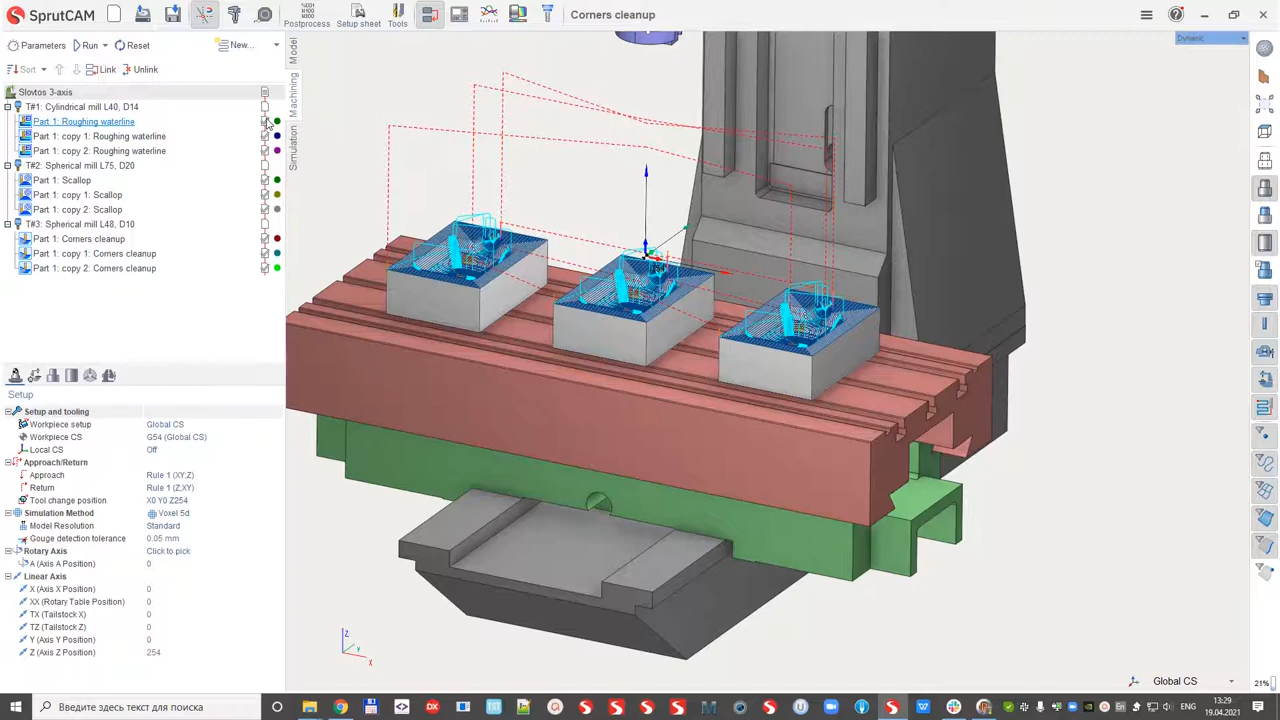 SprutCAM
Postprocess
Setup sheet
Tools
Corners cleanup
Parameters
Run
Reset
New...
Sort
Link
Unlink
Dynamic
Model
Machining
Simulation
Slovtos 3-axis
T#1: Cylindrical mill L40, D14
Part 1: Roughing waterline
Part 1: copy 1: Roughing waterline
Part 1: copy 2: Roughing waterline
T#2: Spherical mill L75, D20
Part 1: Scallop
Part 1: copy 1: Scallop
Part 1: copy 2: Scallop
T#3: Spherical mill L48, D10
Part 1: Corners cleanup
Part 1: copy 1: Corners cleanup
Part 1: copy 2: Corners cleanup
Setup
Setup and tooling
Workpiece setup Global CS
Workpiece CS G54 (Global CS)
Local CS Off
Approach/Return
Approach Rule 1 (XY;Z)
Return Rule 1 (Z;XY)
Tool change position X0 Y0 Z254
Simulation Method Voxel 5d
Model Resolution Standard
Gouge detection tolerance 0.05 mm
Rotary Axis Click to pick
A (Axis A Position) 0
Linear Axis
X (Axis X Position) 0
XX (Rotary Table Position) 0
TX (Tailstock X) 0
TZ (Tailstock Z) 0
Y (Axis Y Position) 0
Z (Axis Z Position) 254
Z
Y
X
Global CS
21%
Введите здесь текст для поиска
DX
TXT
ENG
13:29
19.04.2021